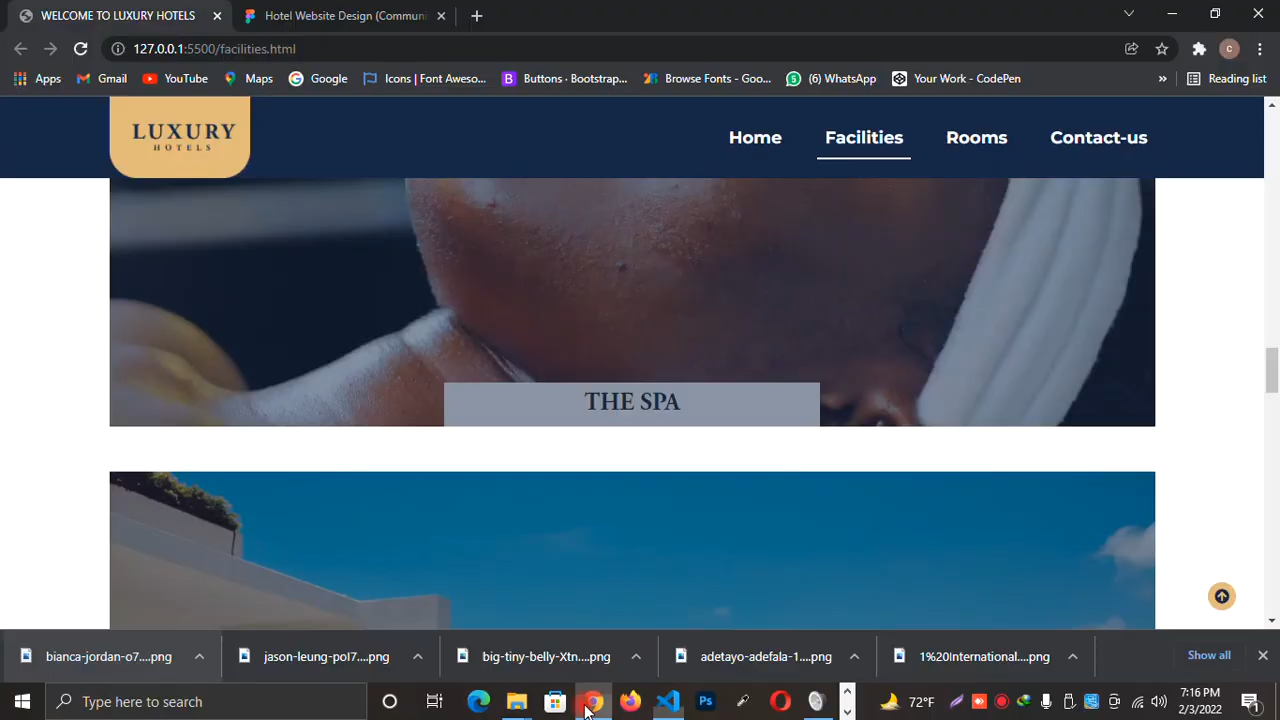 WELCOME TO LUXURY HOTELS
Hotel Website Design (Commun
127.0.0.1:5500/facilities.html
Apps
Gmail
YouTube
Maps
Google
Icons | Font Aweso...
Buttons · Bootstrap...
Browse Fonts - Goo...
(6) WhatsApp
Your Work - CodePen
»
Reading list
LUXURY
HOTELS
Home
Facilities
Rooms
Contact-us
THE SPA
bianca-jordan-o7....png
jason-leung-poI7....png
big-tiny-belly-Xtn....png
adetayo-adefala-1....png
1%20International....png
Show all
Type here to search
72°F
7:16 PM
2/3/2022